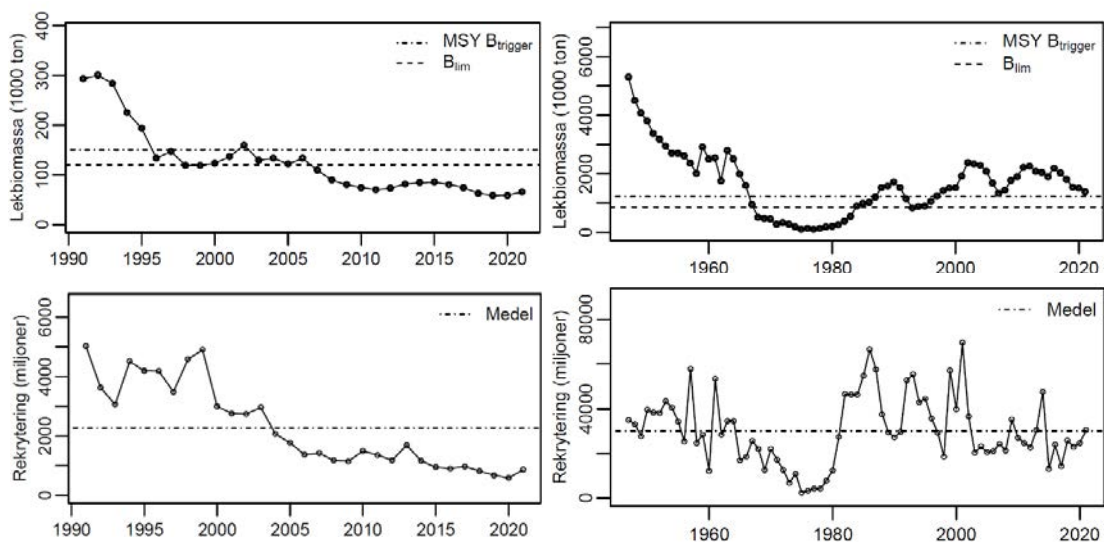 Lekbiomassa (1000 ton)
400
300
200
100
0
MSY Btrigger
Blim
1990 1995 2000 2005 2010 2015 2020
Lekbiomassa (1000 ton)
6000
4000
2000
0
MSY Btrigger
Blim
1960 1980 2000 2020
Rekrytering (miljoner)
6000
4000
2000
0
Medel
1990 1995 2000 2005 2010 2015 2020
Rekrytering (miljoner)
80000
40000
0
Medel
1960 1980 2000 2020